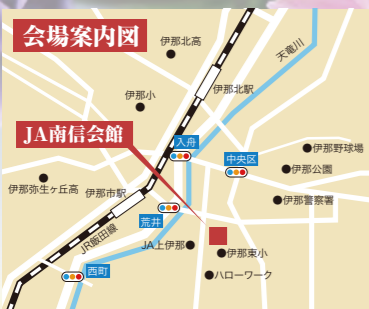 会場案内図
伊那北高
天竜川
伊那小
伊那北駅
JA南信会館
入舟
中央区
伊那野球場
伊那公園
伊那弥生ヶ丘高
伊那市駅
伊那警察署
荒井
JR飯田線
JA上伊那
伊那東小
西町
ハローワーク